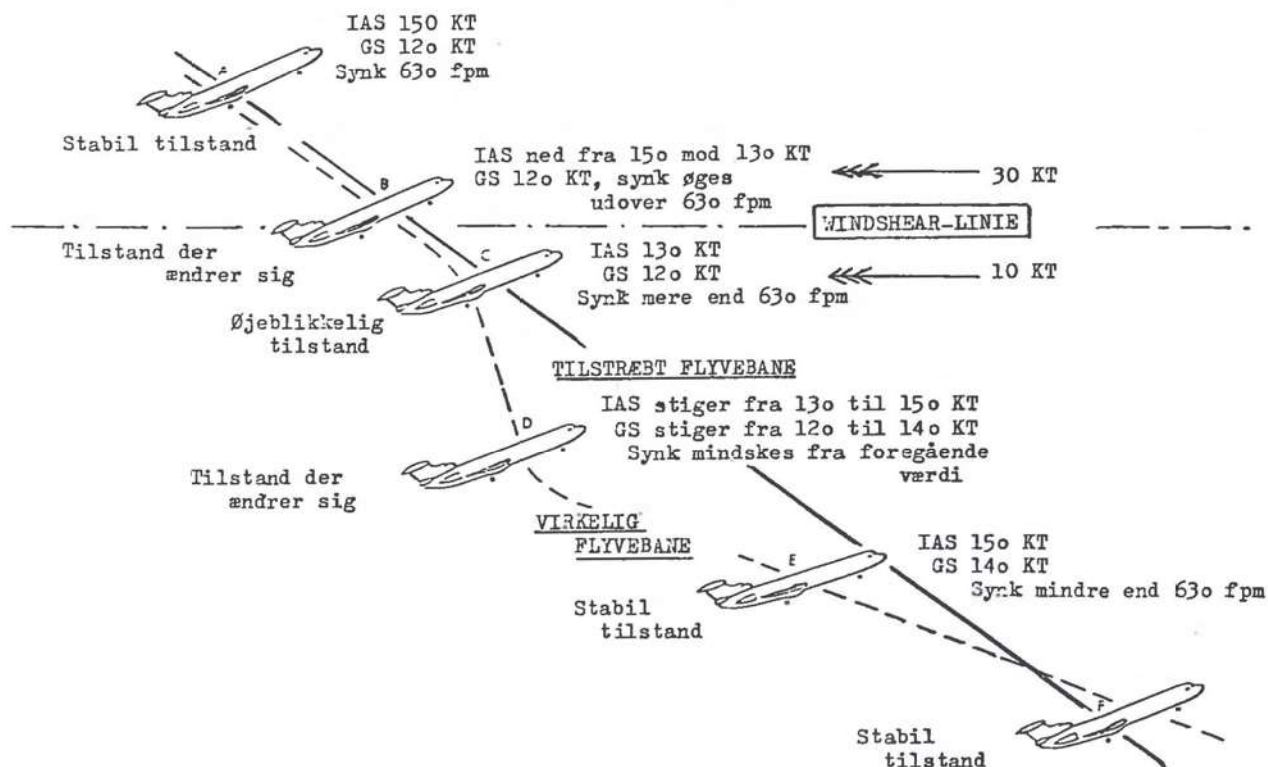 IAS 150 KT
GS 12o KT
Synk 63o fpm
A
Stabil tilstand
IAS ned fra 15o mod 13o KT
GS 12o KT, synk øges
udover 63o fpm
30 KT
B
WINDSHEAR-LINIE
Tilstand der
ændrer sig
C
IAS 13o KT
GS 12o KT
Synk mere end 63o fpm
10 KT
Øjeblikkelig
tilstand
TILSTRÆBT FLYVEBANE
IAS stiger fra 13o til 15o KT
GS stiger fra 12o til 14o KT
Synk mindskes fra foregående
værdi
D
Tilstand der
ændrer sig
VIRKELIG
FLYVEBANE
IAS 15o KT
GS 14o KT
Synk mindre end 63o fpm
E
Stabil
tilstand
F
Stabil
tilstand